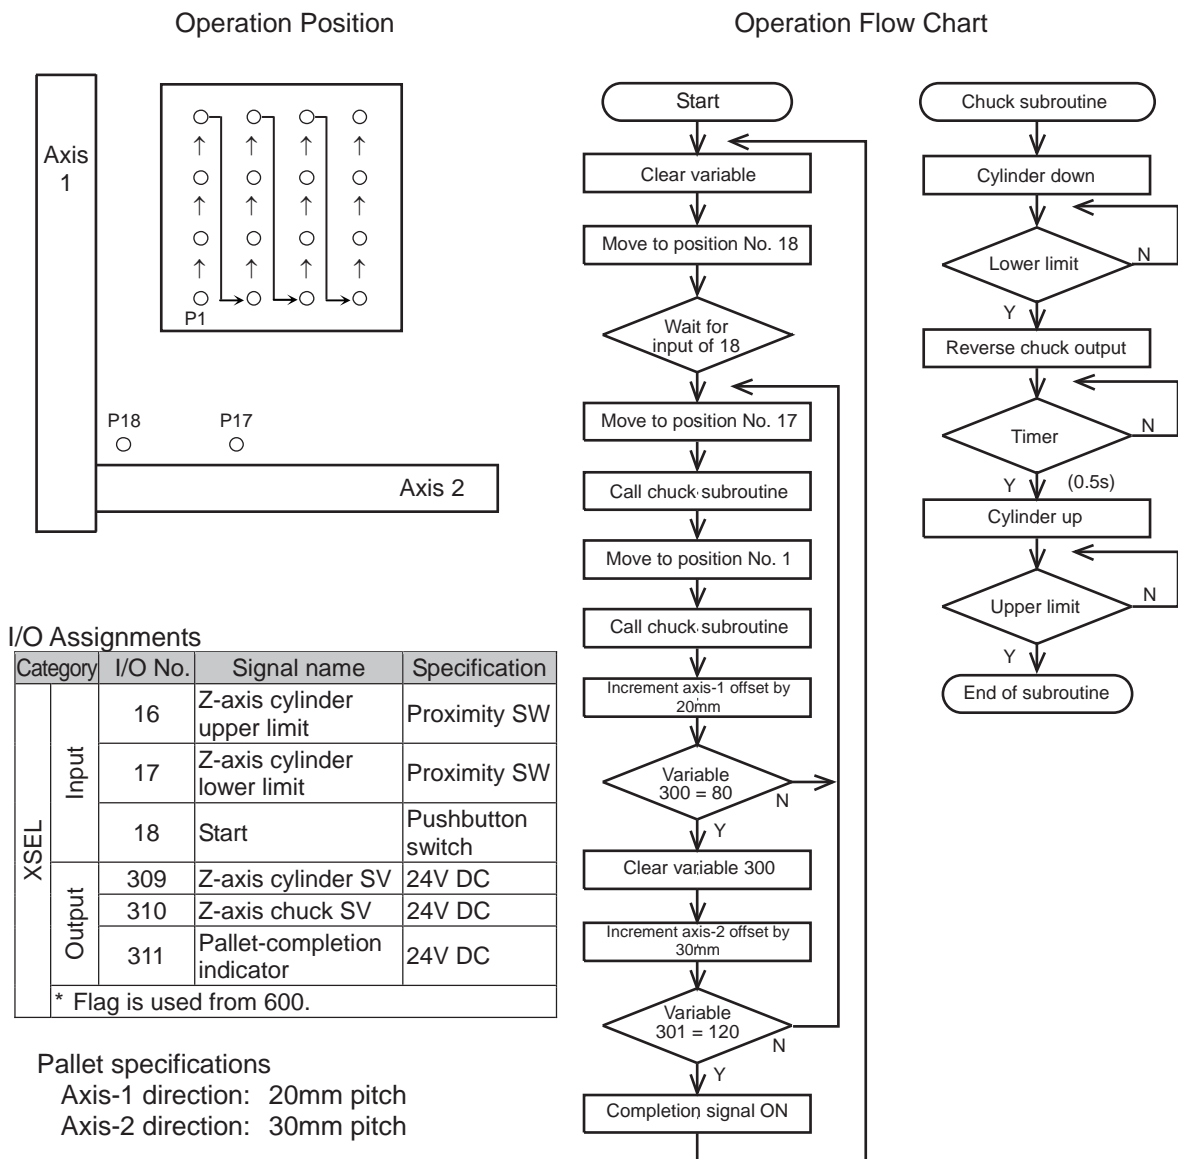 Operation Position
Axis
1
P1
P18
P17
Axis 2
I/O Assignments
Category I/O No. Signal name Specification
XSEL
Input
16 Z-axis cylinder upper limit Proximity SW
17 Z-axis cylinder lower limit Proximity SW
18 Start Pushbutton switch
Output
309 Z-axis cylinder SV 24V DC
310 Z-axis chuck SV 24V DC
311 Pallet-completion indicator 24V DC
* Flag is used from 600.
Pallet specifications
Axis-1 direction: 20mm pitch
Axis-2 direction: 30mm pitch
Operation Flow Chart
Start
Clear variable
Move to position No. 18
Wait for
input of 18
Move to position No. 17
Call chuck subroutine
Move to position No. 1
Call chuck subroutine
Increment axis-1 offset by
20mm
Variable
300 = 80
N
Y
Clear variable 300
Increment axis-2 offset by
30mm
Variable
301 = 120
N
Y
Completion signal ON
Chuck subroutine
Cylinder down
Lower limit
N
Y
Reverse chuck output
Timer
N
Y (0.5s)
Cylinder up
Upper limit
N
Y
End of subroutine